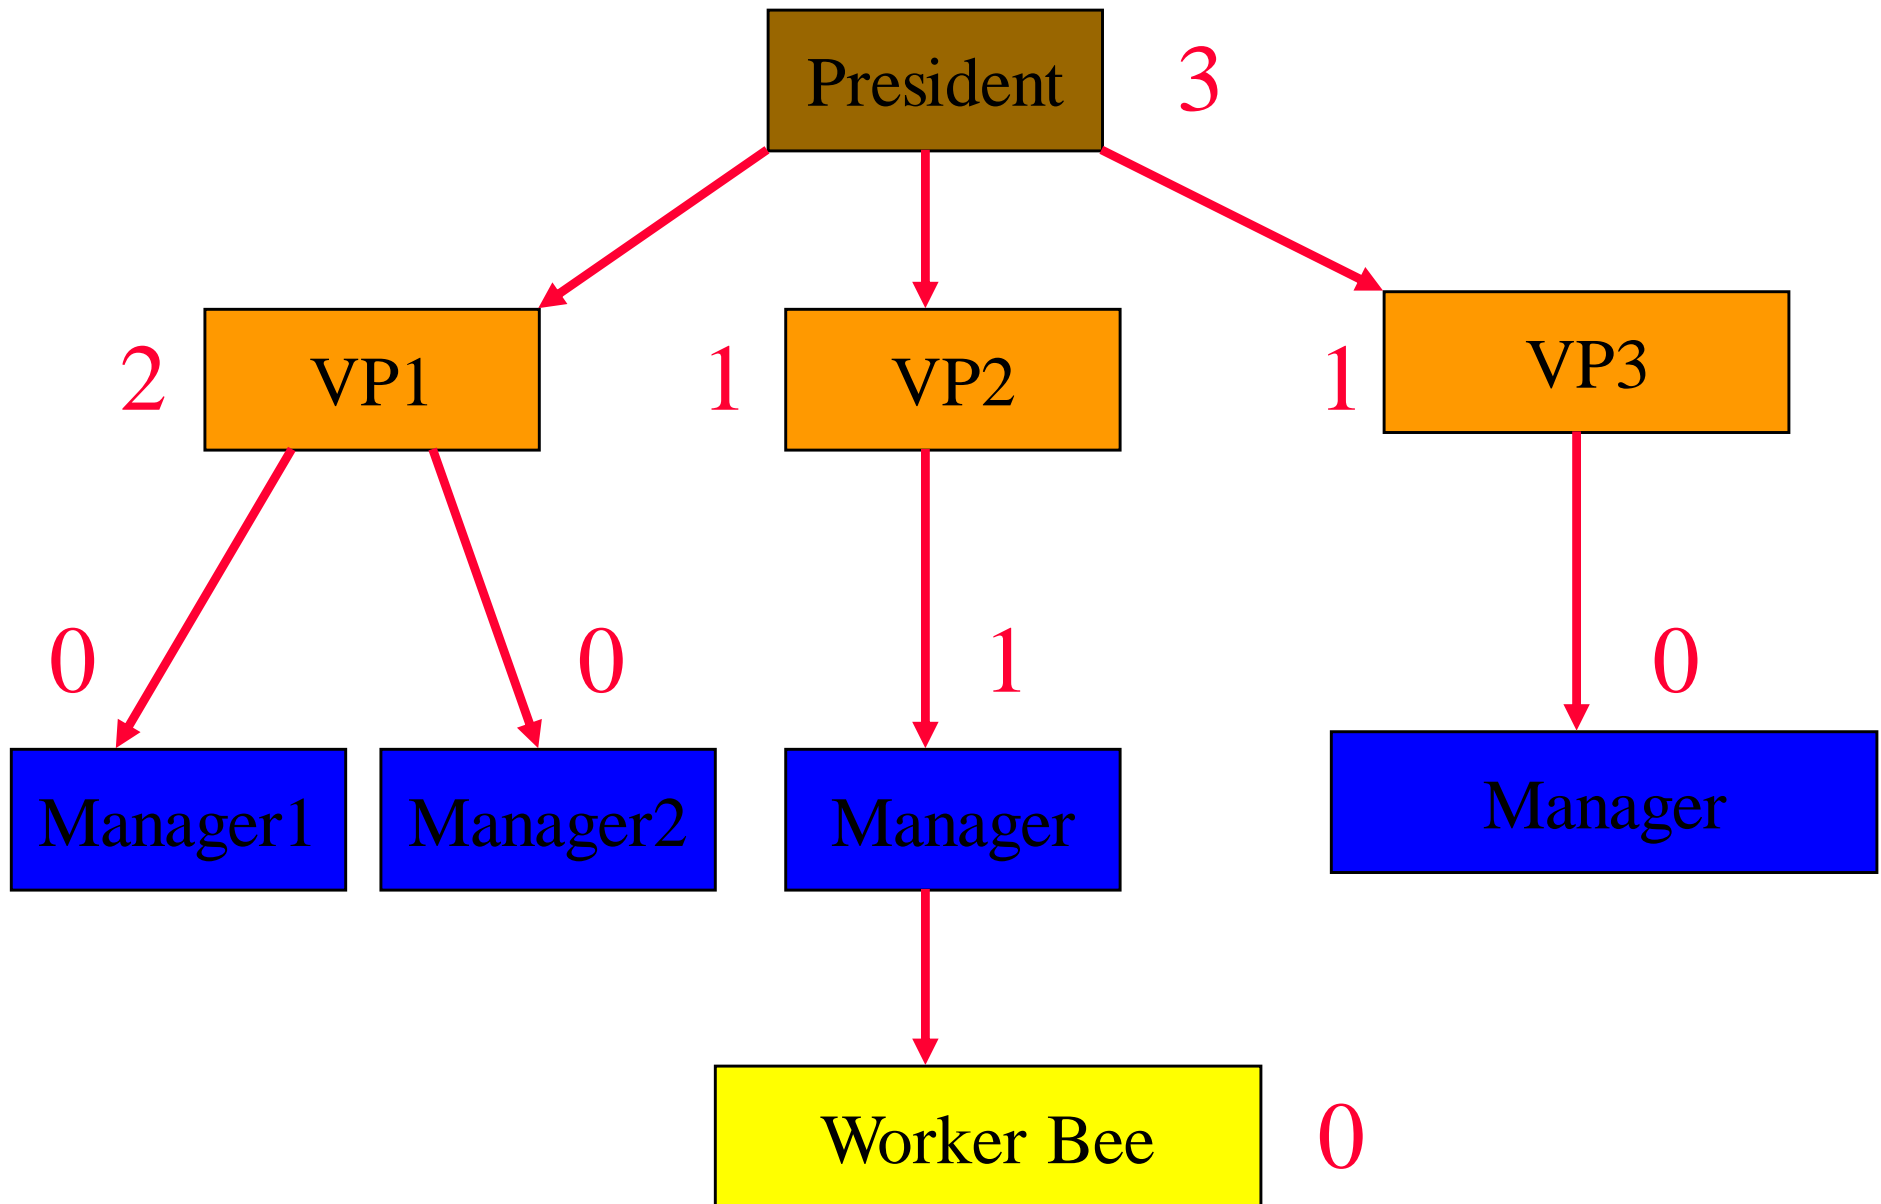 President 3
2 VP1 1 VP2 1 VP3
0 0 1 0
Manager1 Manager2 Manager Manager
Worker Bee 0